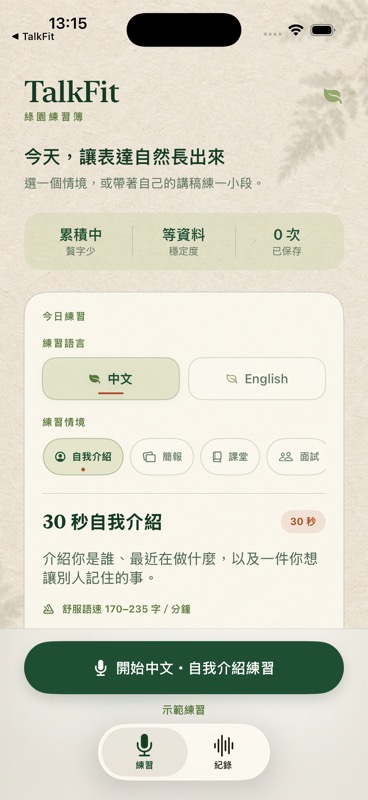 13:15
◀ TalkFit
TalkFit
綠園練習簿
今天，讓表達自然長出來
選一個情境，或帶著自己的講稿練一小段。
累積中
贅字少
等資料
穩定度
0 次
已保存
今日練習
練習語言
中文
English
練習情境
自我介紹
簡報
課堂
面試
30 秒自我介紹
30 秒
介紹你是誰、最近在做什麼，以及一件你想
讓別人記住的事。
舒服語速 170–235 字 / 分鐘
開始中文・自我介紹練習
示範練習
練習
紀錄